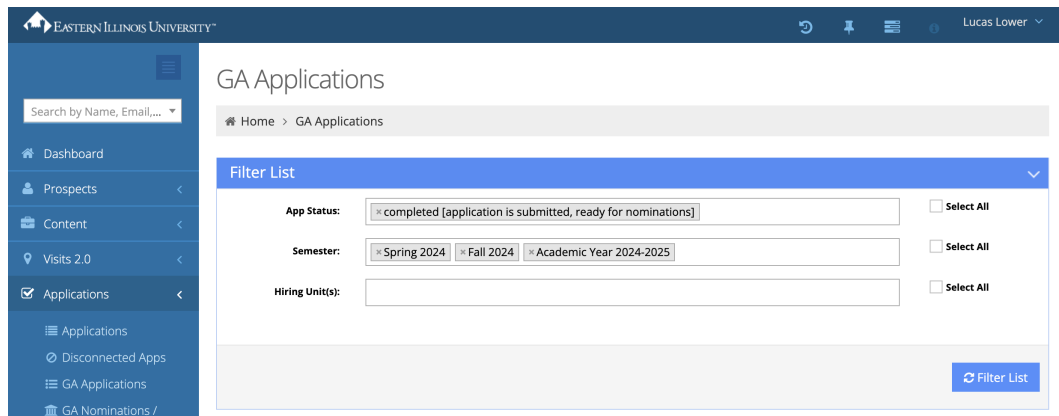 EASTERN ILLINOIS UNIVERSITY™
Lucas Lower
Search by Name, Email,...
Dashboard
Prospects
Content
Visits 2.0
Applications
Applications
Disconnected Apps
GA Applications
GA Nominations /
GA Applications
Home > GA Applications
Filter List
App Status:
×completed [application is submitted, ready for nominations]
Select All
Semester:
×Spring 2024 ×Fall 2024 ×Academic Year 2024-2025
Select All
Hiring Unit(s):
Select All
Filter List